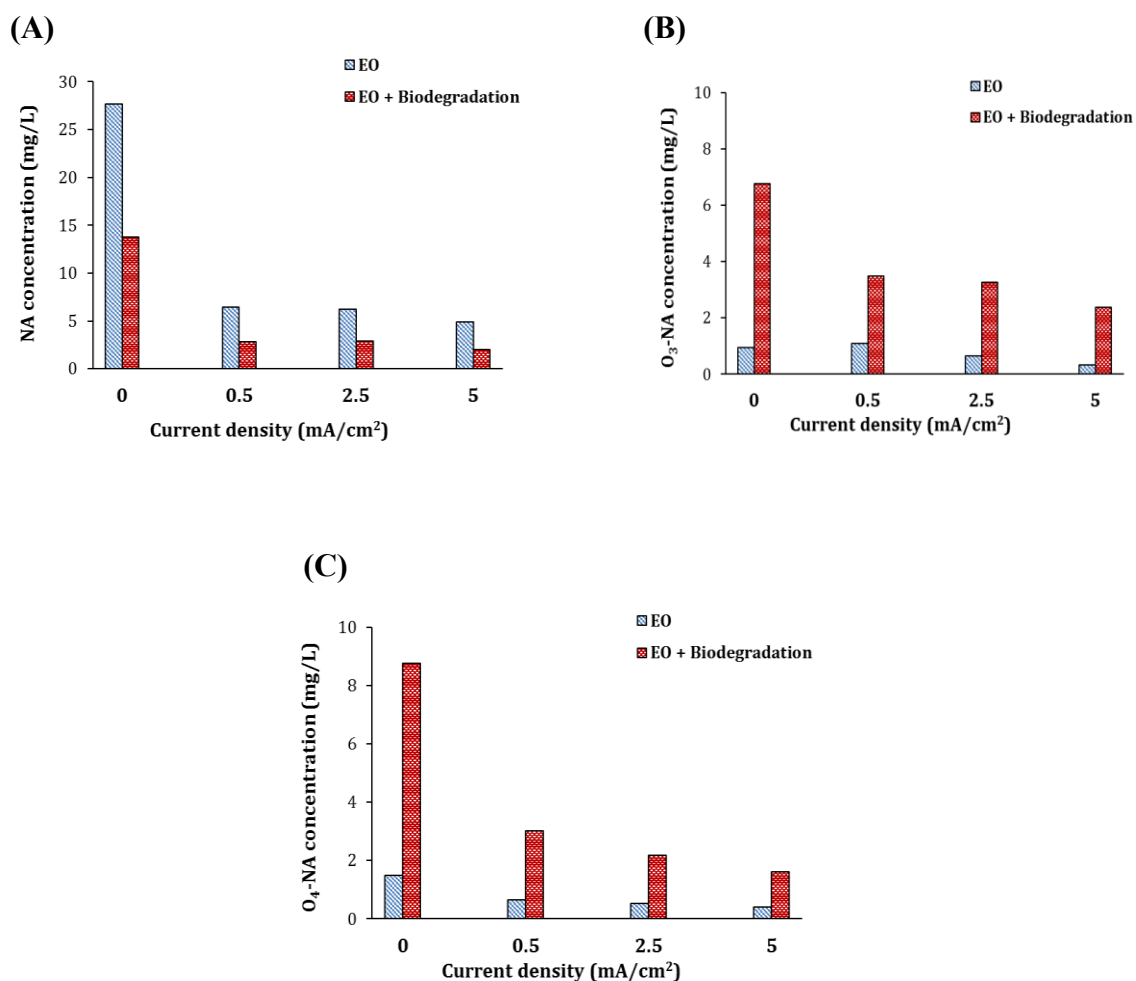 (A)
EO
EO + Biodegradation
NA concentration (mg/L)
30
25
20
15
10
5
0
0 0.5 2.5 5
Current density (mA/cm²)
(B)
EO
EO + Biodegradation
O₃-NA concentration (mg/L)
10
8
6
4
2
0
0 0.5 2.5 5
Current density (mA/cm²)
(C)
EO
EO + Biodegradation
O₄-NA concentration (mg/L)
10
8
6
4
2
0
0 0.5 2.5 5
Current density (mA/cm²)